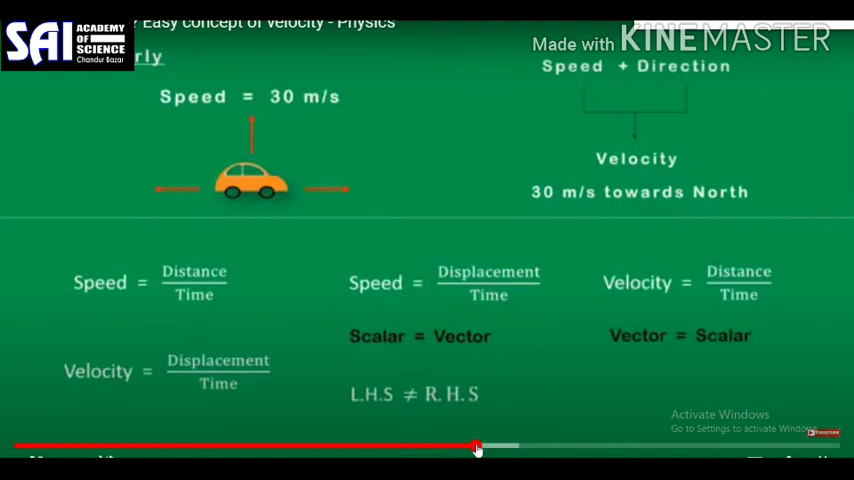 Easy concept of Velocity - Physics
SAI ACADEMY OF SCIENCE
Chandur Bazar
Made with KINEMASTER
rly
Speed = 30 m/s
Speed + Direction
Velocity
30 m/s towards North
Speed = Distance / Time
Speed = Displacement / Time
Velocity = Distance / Time
Scalar = Vector
Vector = Scalar
Velocity = Displacement / Time
L.H.S ≠ R.H.S
Activate Windows
Go to Settings to activate Windows.
SUBSCRIBE